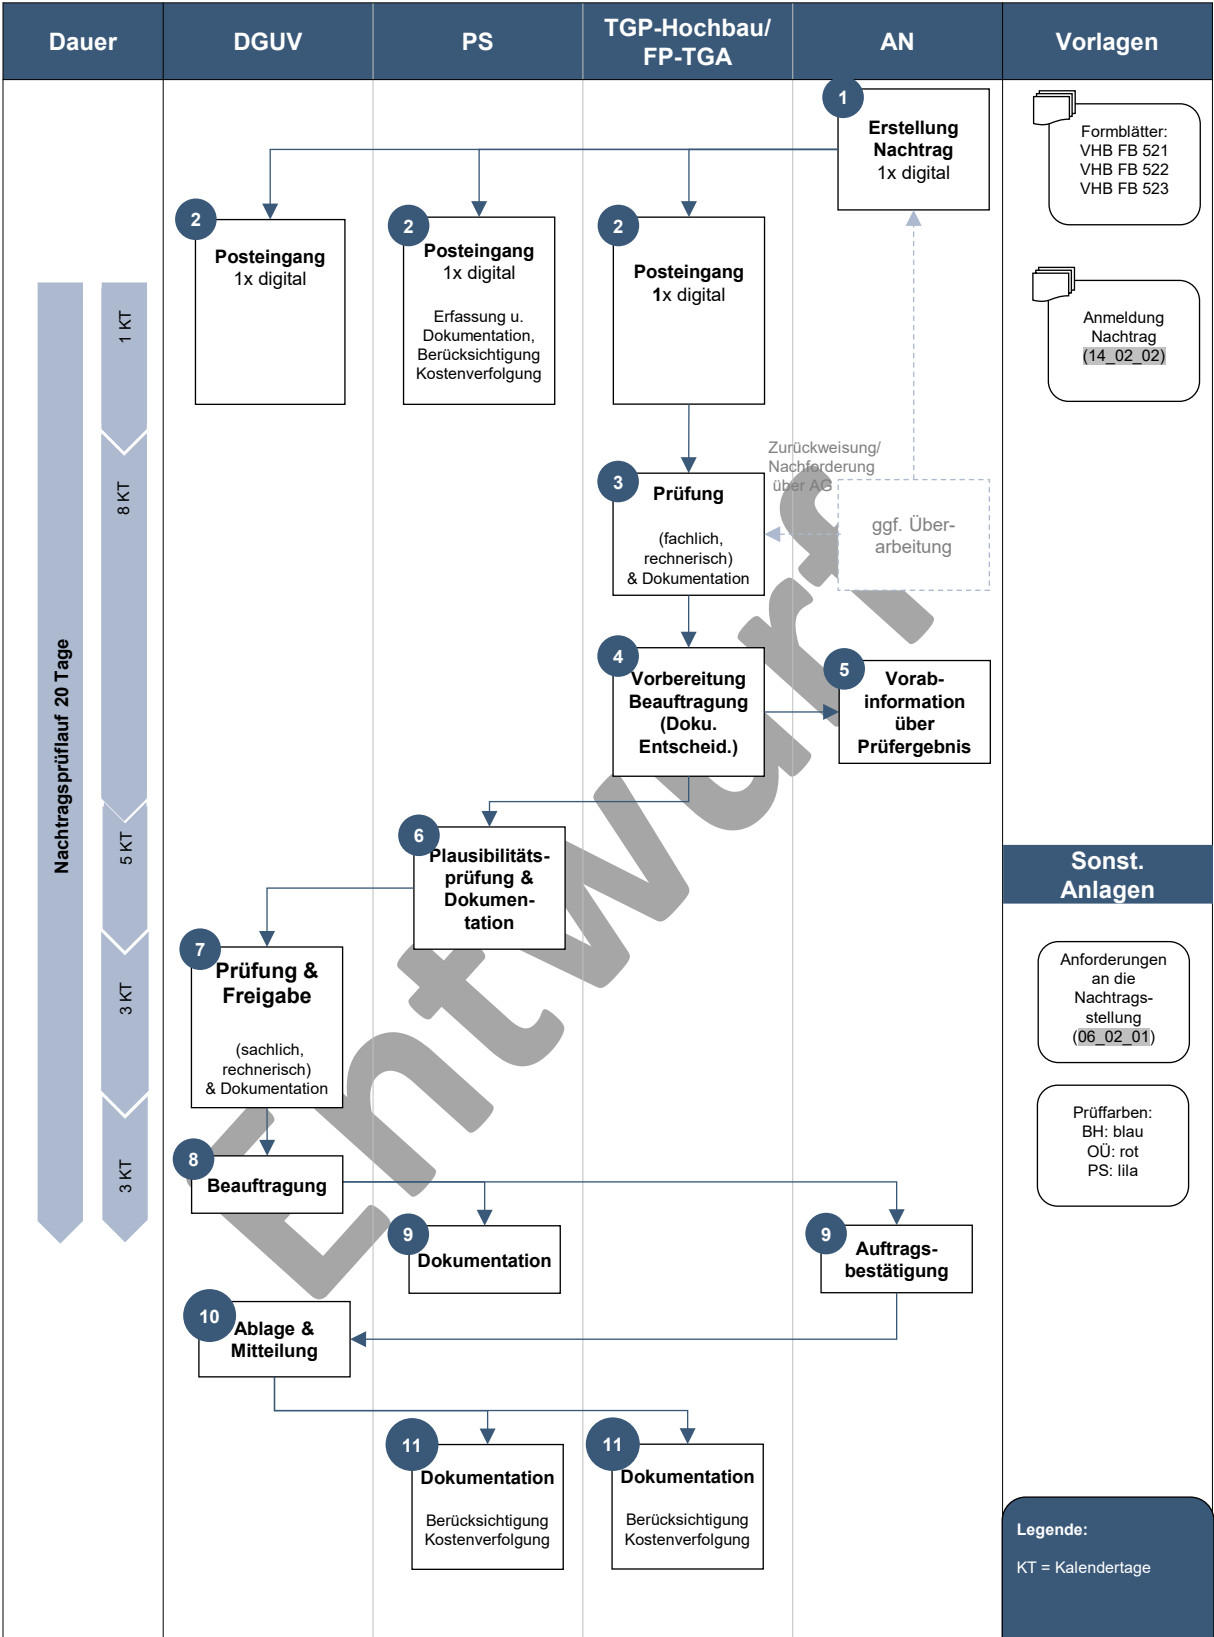 Dauer
DGUV
PS
TGP-Hochbau/
FP-TGA
AN
Vorlagen
1
Erstellung
Nachtrag
1x digital
Formblätter:
VHB FB 521
VHB FB 522
VHB FB 523
2
Posteingang
1x digital
2
Posteingang
1x digital
Erfassung u.
Dokumentation,
Berücksichtigung
Kostenverfolgung
2
Posteingang
1x digital
Anmeldung
Nachtrag
(14_02_02)
Nachtragsprüflauf 20 Tage
1 KT
8 KT
5 KT
3 KT
3 KT
Zurückweisung/
Nachforderung
über AG
3
Prüfung
(fachlich,
rechnerisch)
& Dokumentation
ggf. Über-
arbeitung
4
Vorbereitung
Beauftragung
(Doku.
Entscheid.)
5
Vorab-
information
über
Prüfergebnis
6
Plausibilitäts-
prüfung &
Dokumen-
tation
Sonst.
Anlagen
7
Prüfung &
Freigabe
(sachlich,
rechnerisch)
& Dokumentation
Anforderungen
an die
Nachtrags-
stellung
(06_02_01)
Prüffarben:
BH: blau
OÜ: rot
PS: lila
8
Beauftragung
9
Dokumentation
9
Auftrags-
bestätigung
10
Ablage &
Mitteilung
11
Dokumentation
Berücksichtigung
Kostenverfolgung
11
Dokumentation
Berücksichtigung
Kostenverfolgung
Legende:
KT = Kalendertage
Entwurf